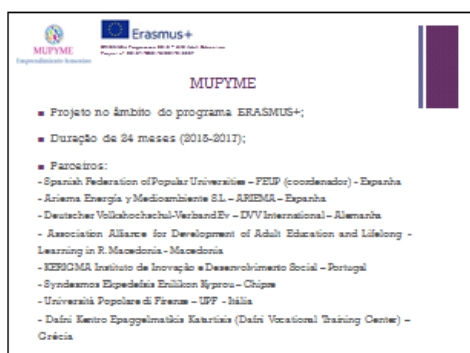 MUPYME
Emprendimiento femenino
Erasmus+
MUPYME
Projeto no âmbito do programa ERASMUS+;
Duração de 24 meses (2015-2017);
Parceiros:
- Spanish Federation of Popular Universities – FEUP (coordenador) - Espanha
- Ariema Energía y Medioambiente S.L. – ARIEMA – Espanha
- Deutscher Volkshochschul-Verband Ev – DVV International – Alemanha
- Association Alliance for Development of Adult Education and Lifelong -
Learning in R. Macedonia - Macedonia
- KERIGMA Instituto de Inovação e Desenvolvimento Social – Portugal
- Syndesmos Ekpedefsis Enilikon Kyprou – Chipre
- Università Popolare di Firenze – UPF - Itália
- Dafni Kentro Epaggelmatikis Katartisis (Dafni Vocational Training Center) –
Grécia